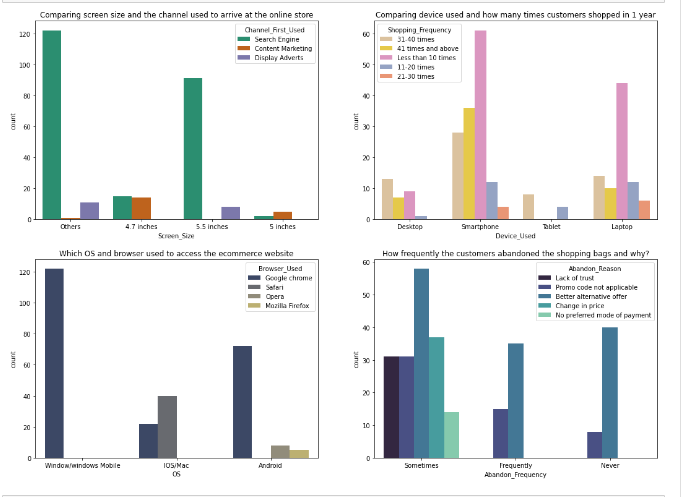 Comparing screen size and the channel used to arrive at the online store
Channel_First_Used
Search Engine
Content Marketing
Display Adverts
120
100
80
60
40
20
0
count
Others 4.7 inches 5.5 inches 5 inches
Screen_Size
Comparing device used and how many times customers shopped in 1 year
Shopping_Frequency
31-40 times
41 times and above
Less than 10 times
11-20 times
21-30 times
60
50
40
30
20
10
0
count
Desktop Smartphone Tablet Laptop
Device_Used
Which OS and browser used to access the ecommerce website
Browser_Used
Google chrome
Safari
Opera
Mozilla Firefox
120
100
80
60
40
20
0
count
Window/windows Mobile IOS/Mac Android
OS
How frequently the customers abandoned the shopping bags and why?
Abandon_Reason
Lack of trust
Promo code not applicable
Better alternative offer
Change in price
No preferred mode of payment
60
50
40
30
20
10
0
count
Sometimes Frequently Never
Abandon_Frequency